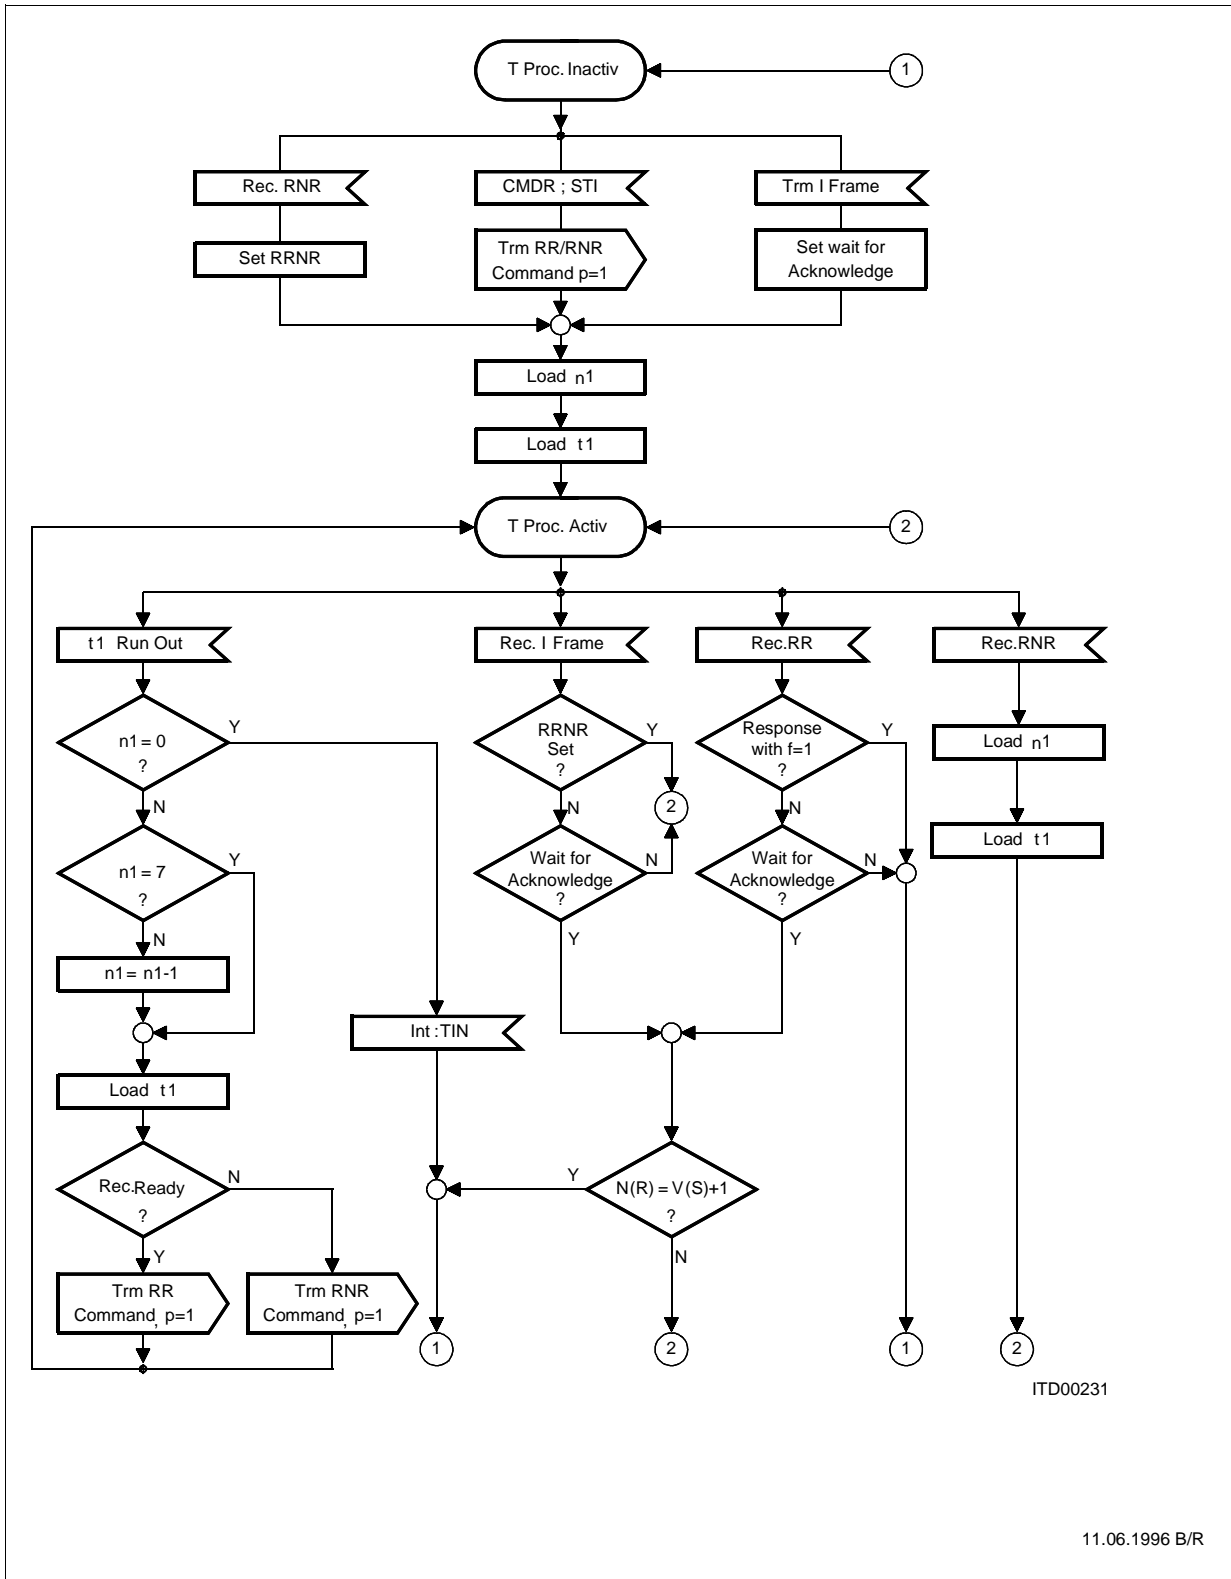 T Proc. Inactiv
1
Rec. RNR
CMDR ; STI
Trm I Frame
Set RRNR
Trm RR/RNR
Command p=1
Set wait for
Acknowledge
Load n1
Load t1
T Proc. Activ
2
t1 Run Out
Rec. I Frame
Rec.RR
Rec.RNR
n1 = 0
?
Y
N
RRNR
Set
?
Y
N
2
Response
with f=1
?
Y
N
Load n1
n1 = 7
?
Y
N
Wait for
Acknowledge
?
N
Y
Wait for
Acknowledge
?
N
Y
Load t1
n1 = n1-1
Int :TIN
Load t1
Rec.Ready
?
N
Y
N(R) = V(S)+1
?
Y
N
Trm RR
Command, p=1
Trm RNR
Command, p=1
1
2
1
2
ITD00231
11.06.1996 B/R